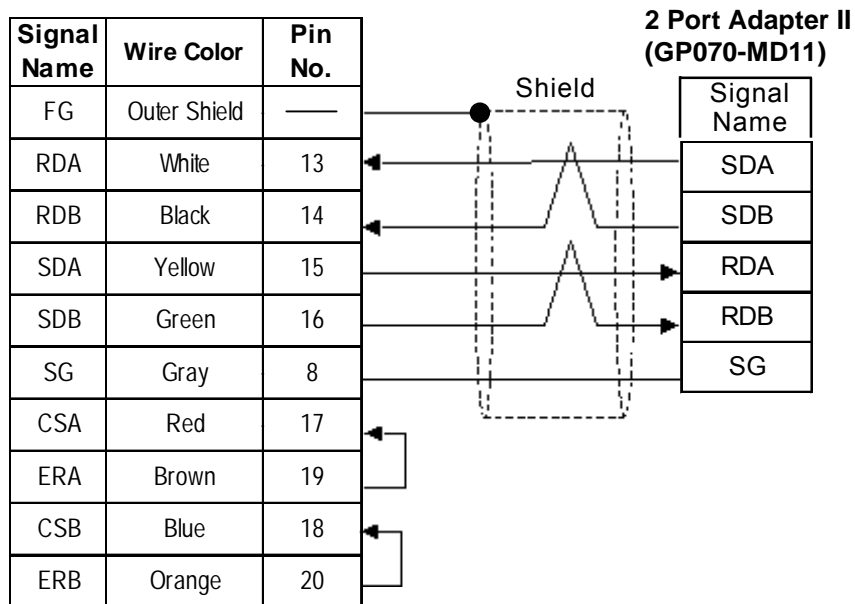 2 Port Adapter II
(GP070-MD11)
Signal Name Wire Color Pin No.
FG Outer Shield ——
RDA White 13
RDB Black 14
SDA Yellow 15
SDB Green 16
SG Gray 8
CSA Red 17
ERA Brown 19
CSB Blue 18
ERB Orange 20
Shield
Signal
Name
SDA
SDB
RDA
RDB
SG